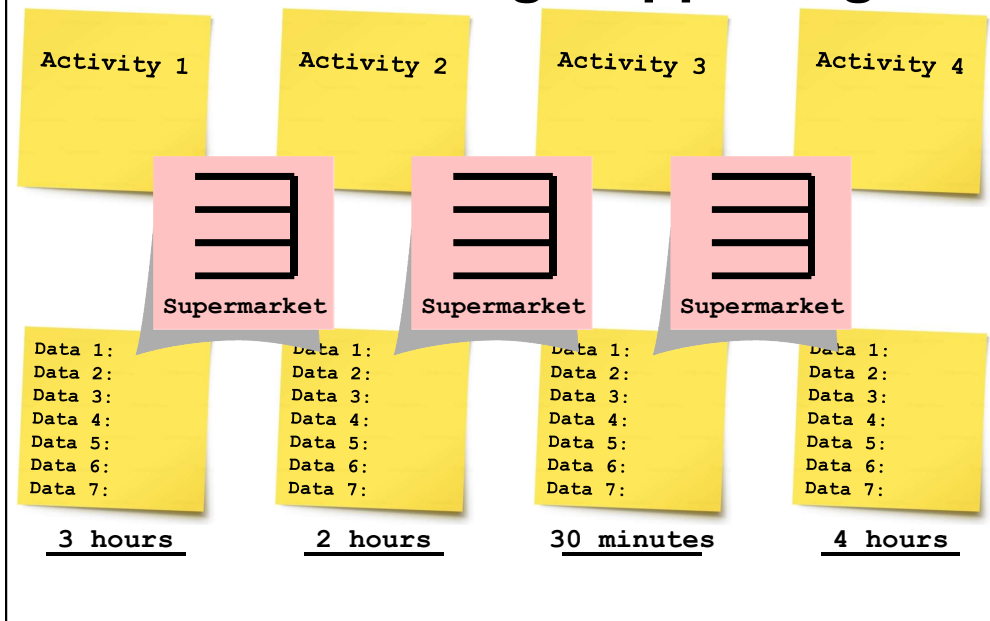 Activity 1
Activity 2
Activity 3
Activity 4
Supermarket
Supermarket
Supermarket
Data 1:
Data 2:
Data 3:
Data 4:
Data 5:
Data 6:
Data 7:
Data 1:
Data 2:
Data 3:
Data 4:
Data 5:
Data 6:
Data 7:
Data 1:
Data 2:
Data 3:
Data 4:
Data 5:
Data 6:
Data 7:
Data 1:
Data 2:
Data 3:
Data 4:
Data 5:
Data 6:
Data 7:
3 hours
2 hours
30 minutes
4 hours